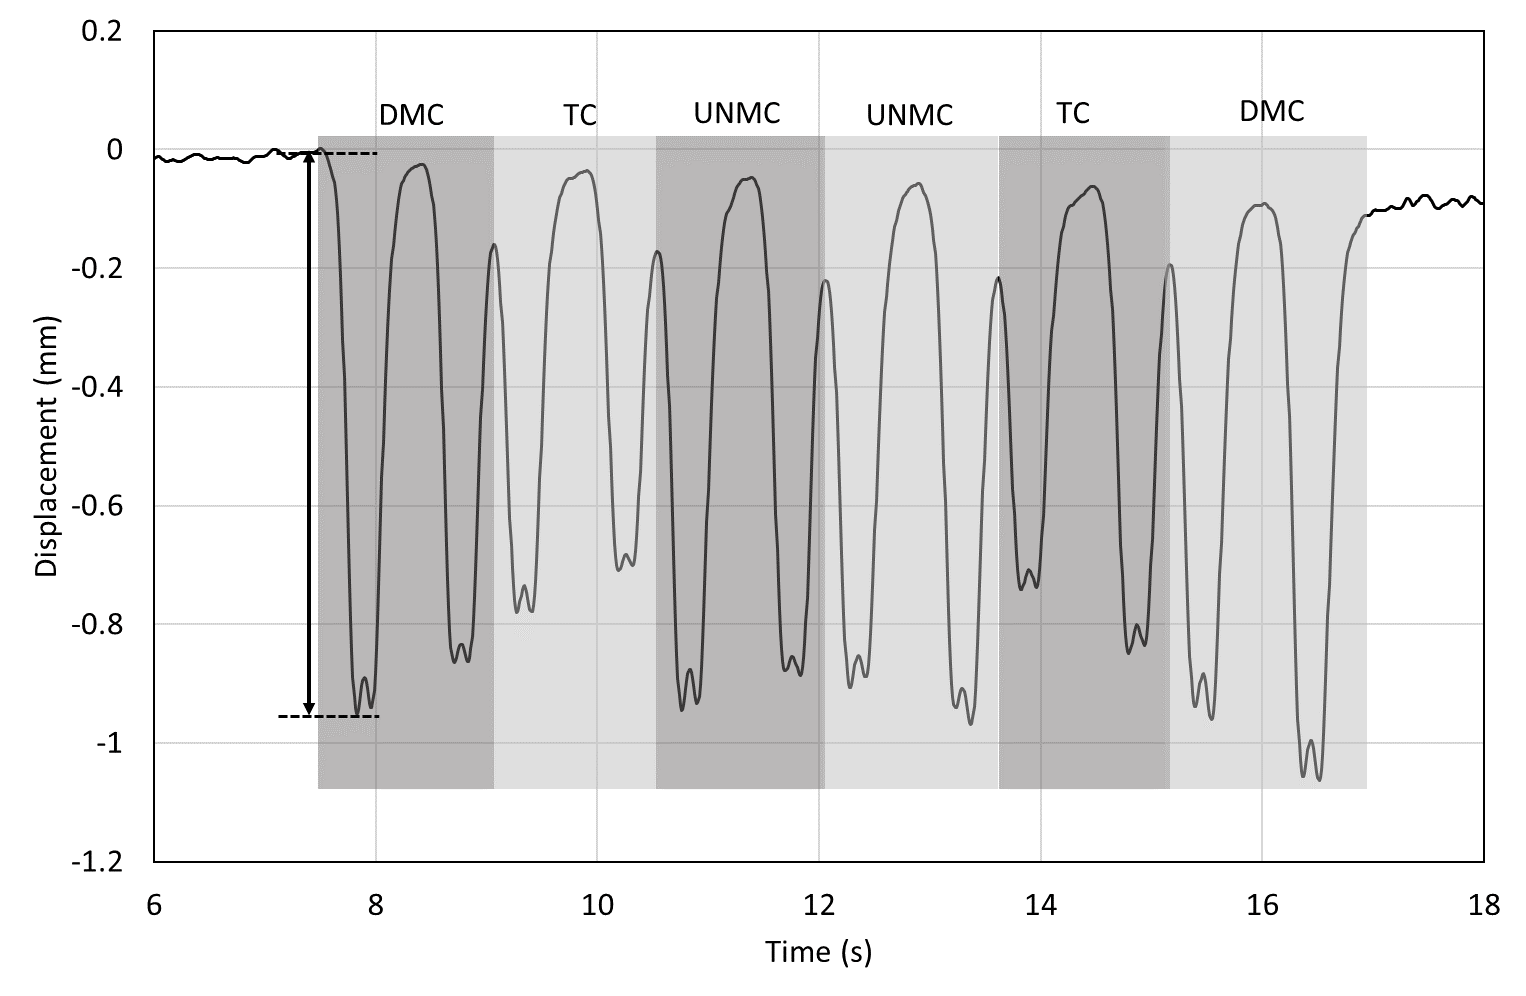 0.2
DMC
TC
UNMC
UNMC
TC
DMC
0
-0.2
-0.4
-0.6
-0.8
-1
-1.2
Displacement (mm)
6
8
10
12
14
16
18
Time (s)